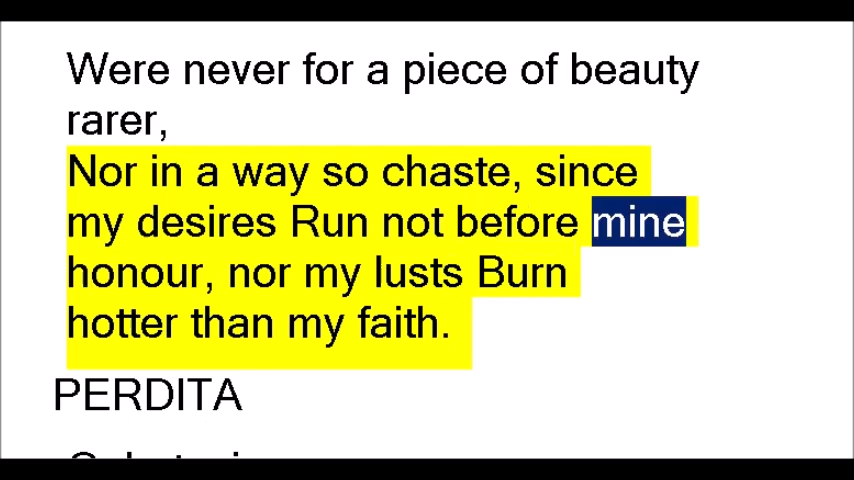 Were never for a piece of beauty
rarer,
Nor in a way so chaste, since
my desires Run not before mine
honour, nor my lusts Burn
hotter than my faith.
PERDITA